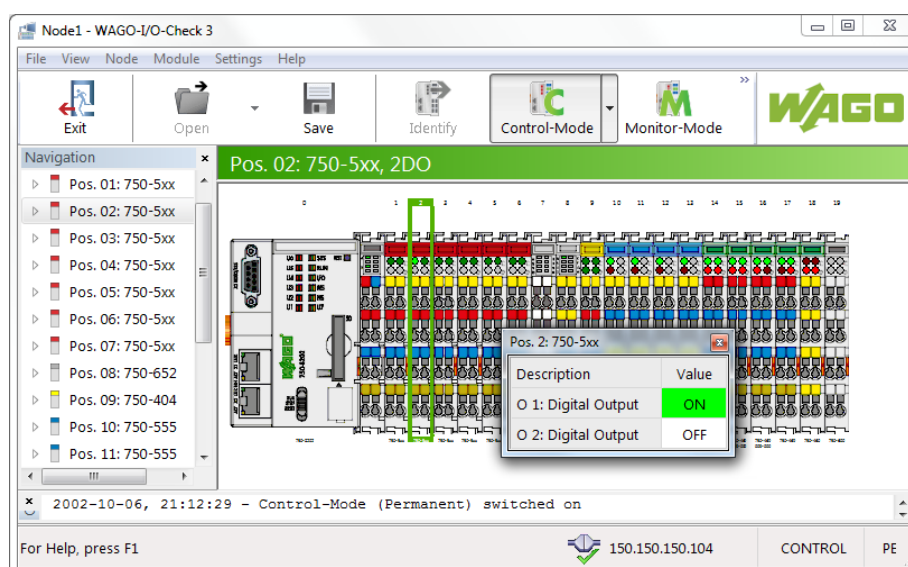 Node1 - WAGO-I/O-Check 3
File View Node Module Settings Help
Exit Open Save Identify Control-Mode Monitor-Mode »
WAGO
Navigation ×
Pos. 02: 750-5xx, 2DO
Pos. 01: 750-5xx
Pos. 02: 750-5xx
Pos. 03: 750-5xx
Pos. 04: 750-5xx
Pos. 05: 750-5xx
Pos. 06: 750-5xx
Pos. 07: 750-5xx
Pos. 08: 750-652
Pos. 09: 750-404
Pos. 10: 750-555
Pos. 11: 750-555
0 1 2 3 4 5 6 7 8 9 10 11 12 13 14 15 16 17 18 19
WAGO
Pos. 2: 750-5xx
Description Value
O 1: Digital Output ON
O 2: Digital Output OFF
2002-10-06, 21:12:29 - Control-Mode (Permanent) switched on
For Help, press F1
150.150.150.104
CONTROL
PE